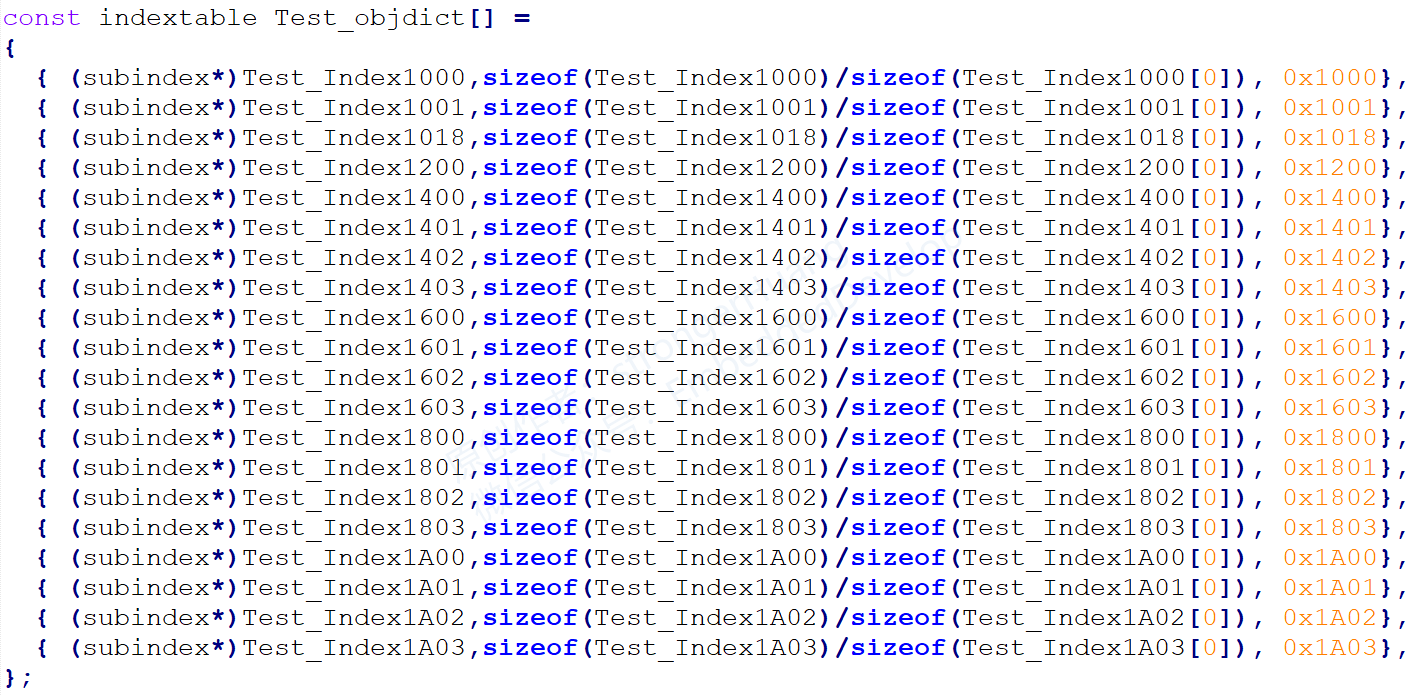 const indextable Test_objdict[] =
{
  { (subindex*)Test_Index1000,sizeof(Test_Index1000)/sizeof(Test_Index1000[0]), 0x1000},
  { (subindex*)Test_Index1001,sizeof(Test_Index1001)/sizeof(Test_Index1001[0]), 0x1001},
  { (subindex*)Test_Index1018,sizeof(Test_Index1018)/sizeof(Test_Index1018[0]), 0x1018},
  { (subindex*)Test_Index1200,sizeof(Test_Index1200)/sizeof(Test_Index1200[0]), 0x1200},
  { (subindex*)Test_Index1400,sizeof(Test_Index1400)/sizeof(Test_Index1400[0]), 0x1400},
  { (subindex*)Test_Index1401,sizeof(Test_Index1401)/sizeof(Test_Index1401[0]), 0x1401},
  { (subindex*)Test_Index1402,sizeof(Test_Index1402)/sizeof(Test_Index1402[0]), 0x1402},
  { (subindex*)Test_Index1403,sizeof(Test_Index1403)/sizeof(Test_Index1403[0]), 0x1403},
  { (subindex*)Test_Index1600,sizeof(Test_Index1600)/sizeof(Test_Index1600[0]), 0x1600},
  { (subindex*)Test_Index1601,sizeof(Test_Index1601)/sizeof(Test_Index1601[0]), 0x1601},
  { (subindex*)Test_Index1602,sizeof(Test_Index1602)/sizeof(Test_Index1602[0]), 0x1602},
  { (subindex*)Test_Index1603,sizeof(Test_Index1603)/sizeof(Test_Index1603[0]), 0x1603},
  { (subindex*)Test_Index1800,sizeof(Test_Index1800)/sizeof(Test_Index1800[0]), 0x1800},
  { (subindex*)Test_Index1801,sizeof(Test_Index1801)/sizeof(Test_Index1801[0]), 0x1801},
  { (subindex*)Test_Index1802,sizeof(Test_Index1802)/sizeof(Test_Index1802[0]), 0x1802},
  { (subindex*)Test_Index1803,sizeof(Test_Index1803)/sizeof(Test_Index1803[0]), 0x1803},
  { (subindex*)Test_Index1A00,sizeof(Test_Index1A00)/sizeof(Test_Index1A00[0]), 0x1A00},
  { (subindex*)Test_Index1A01,sizeof(Test_Index1A01)/sizeof(Test_Index1A01[0]), 0x1A01},
  { (subindex*)Test_Index1A02,sizeof(Test_Index1A02)/sizeof(Test_Index1A02[0]), 0x1A02},
  { (subindex*)Test_Index1A03,sizeof(Test_Index1A03)/sizeof(Test_Index1A03[0]), 0x1A03},
};